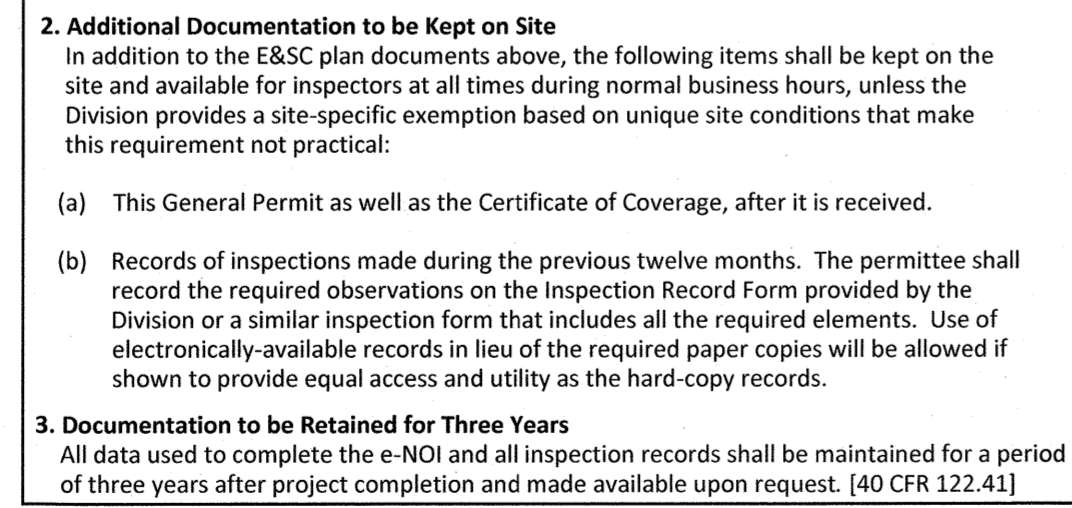 2. Additional Documentation to be Kept on Site
In addition to the E&SC plan documents above, the following items shall be kept on the
site and available for inspectors at all times during normal business hours, unless the
Division provides a site-specific exemption based on unique site conditions that make
this requirement not practical:
(a) This General Permit as well as the Certificate of Coverage, after it is received.
(b) Records of inspections made during the previous twelve months. The permittee shall
record the required observations on the Inspection Record Form provided by the
Division or a similar inspection form that includes all the required elements. Use of
electronically-available records in lieu of the required paper copies will be allowed if
shown to provide equal access and utility as the hard-copy records.
3. Documentation to be Retained for Three Years
All data used to complete the e-NOI and all inspection records shall be maintained for a period
of three years after project completion and made available upon request. [40 CFR 122.41]